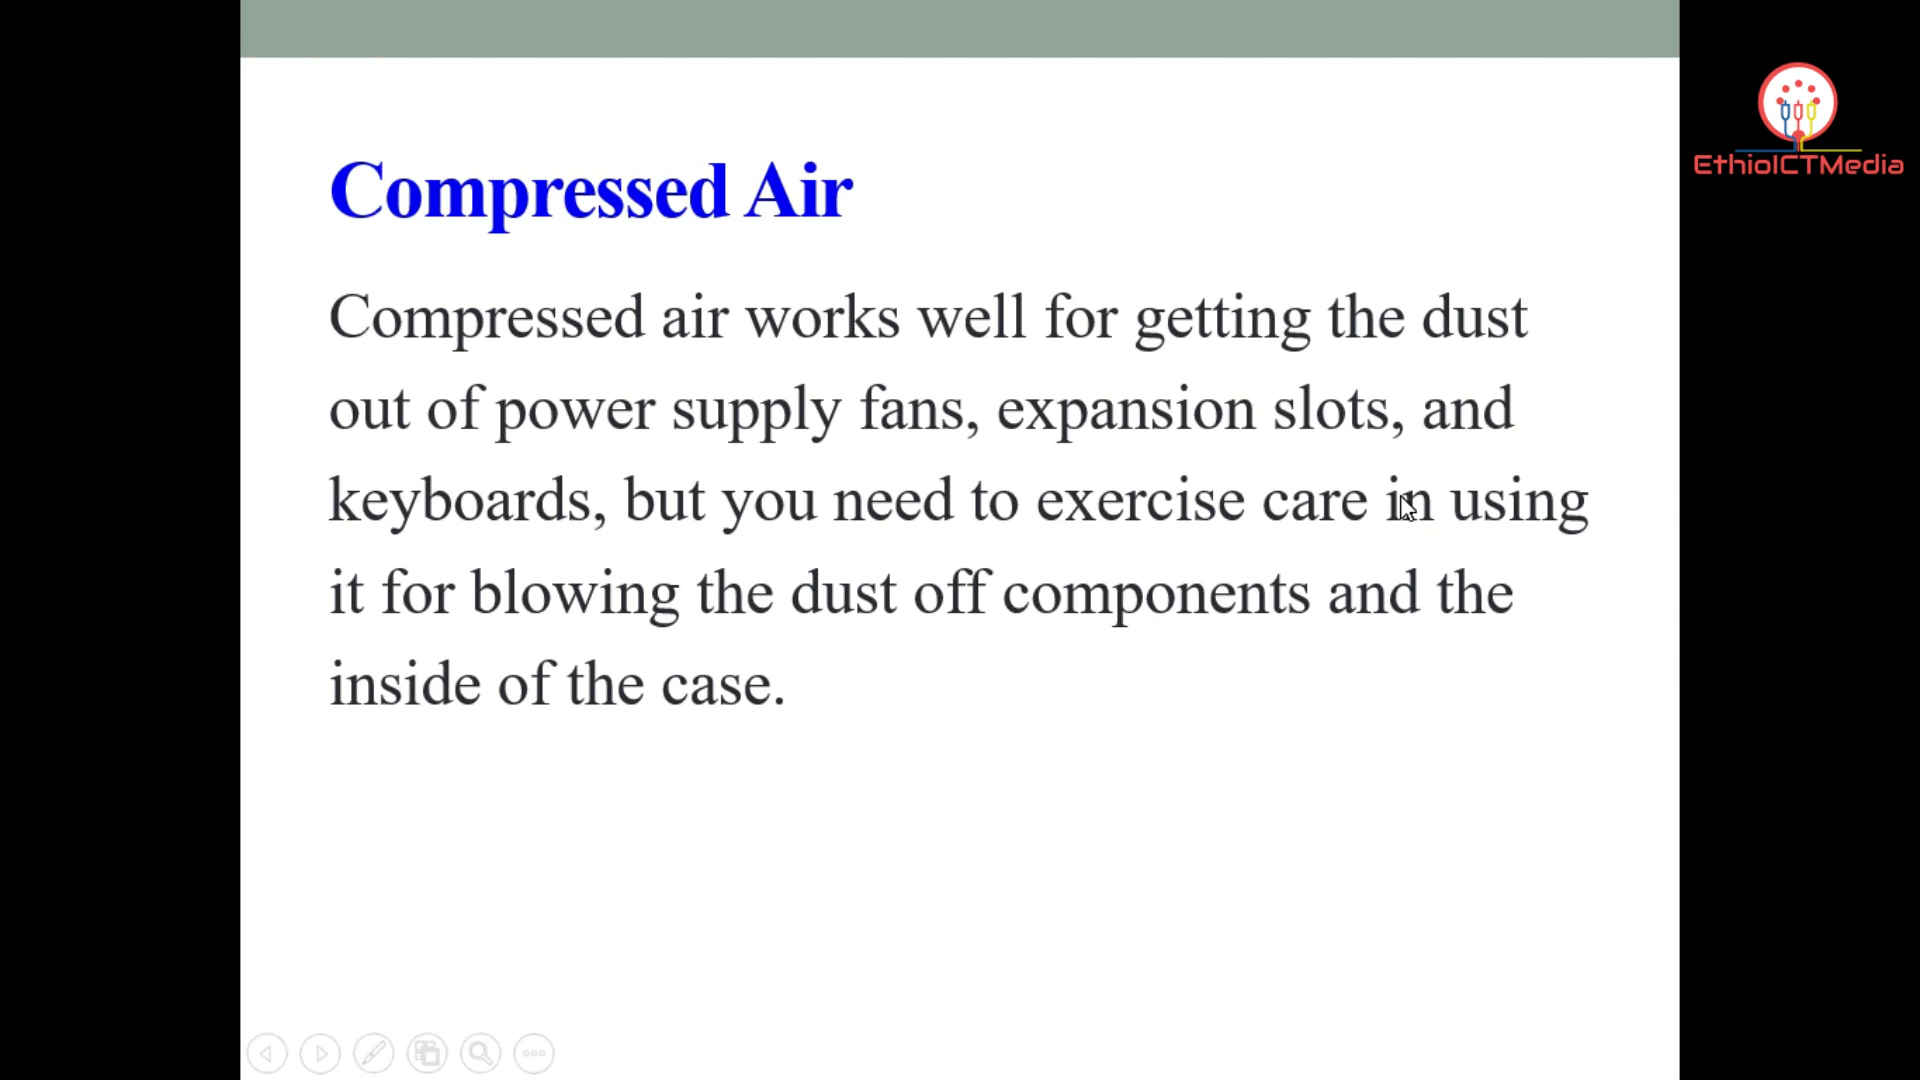 Compressed Air
Compressed air works well for getting the dust
out of power supply fans, expansion slots, and
keyboards, but you need to exercise care in using
it for blowing the dust off components and the
inside of the case.
EthioICTMedia